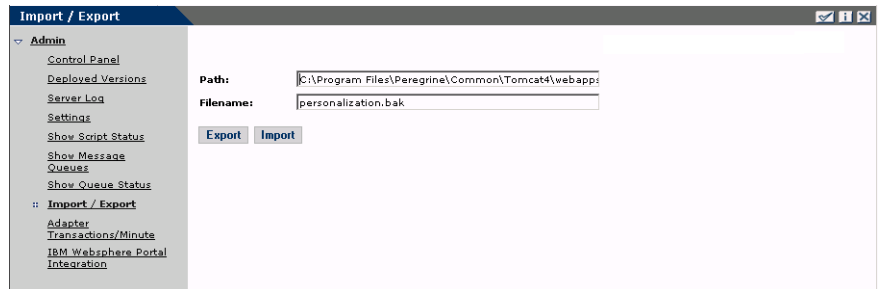 Import / Export
Admin
Control Panel
Deployed Versions
Server Log
Settings
Show Script Status
Show Message
Queues
Show Queue Status
Import / Export
Adapter
Transactions/Minute
IBM Websphere Portal
Integration
Path: C:\Program Files\Peregrine\Common\Tomcat4\webapps
Filename: personalization.bak
Export Import